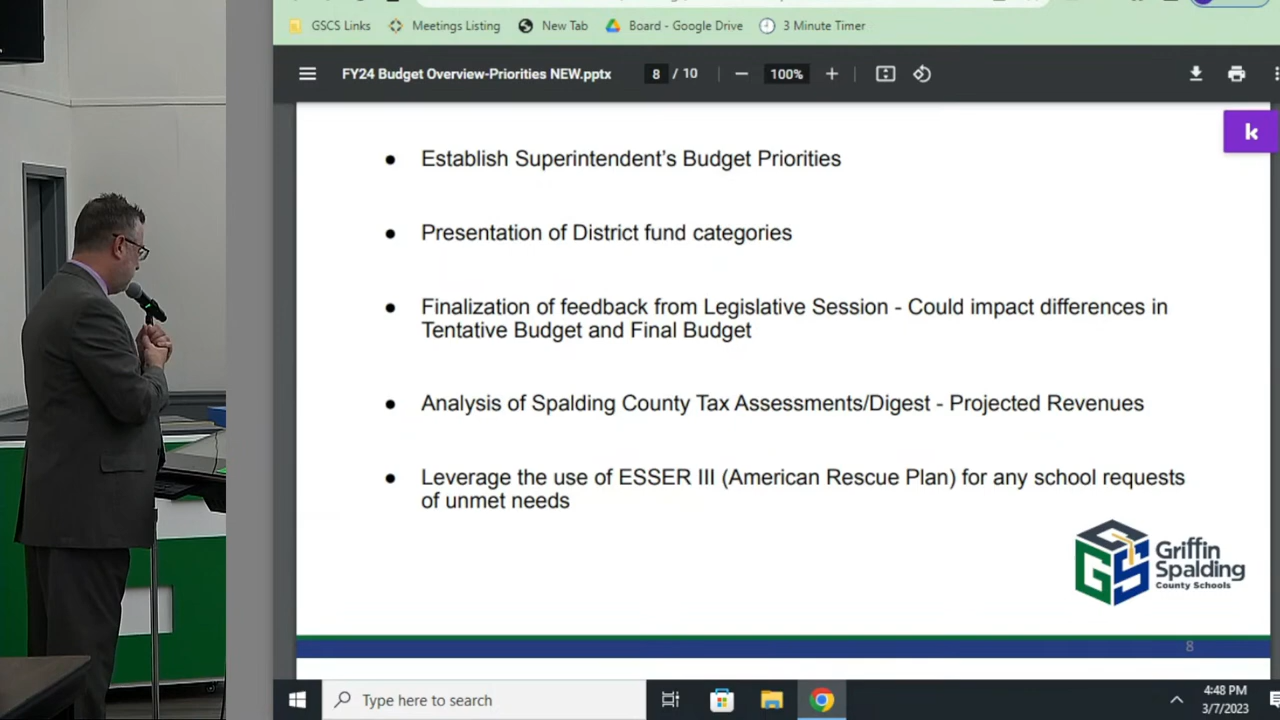 GSCS Links Meetings Listing New Tab Board - Google Drive 3 Minute Timer
FY24 Budget Overview-Priorities NEW.pptx 8 / 10 100%
k
● Establish Superintendent's Budget Priorities
● Presentation of District fund categories
● Finalization of feedback from Legislative Session - Could impact differences in
Tentative Budget and Final Budget
● Analysis of Spalding County Tax Assessments/Digest - Projected Revenues
● Leverage the use of ESSER III (American Rescue Plan) for any school requests
of unmet needs
GS
Griffin
Spalding
County Schools
8
Type here to search
4:48 PM
3/7/2023